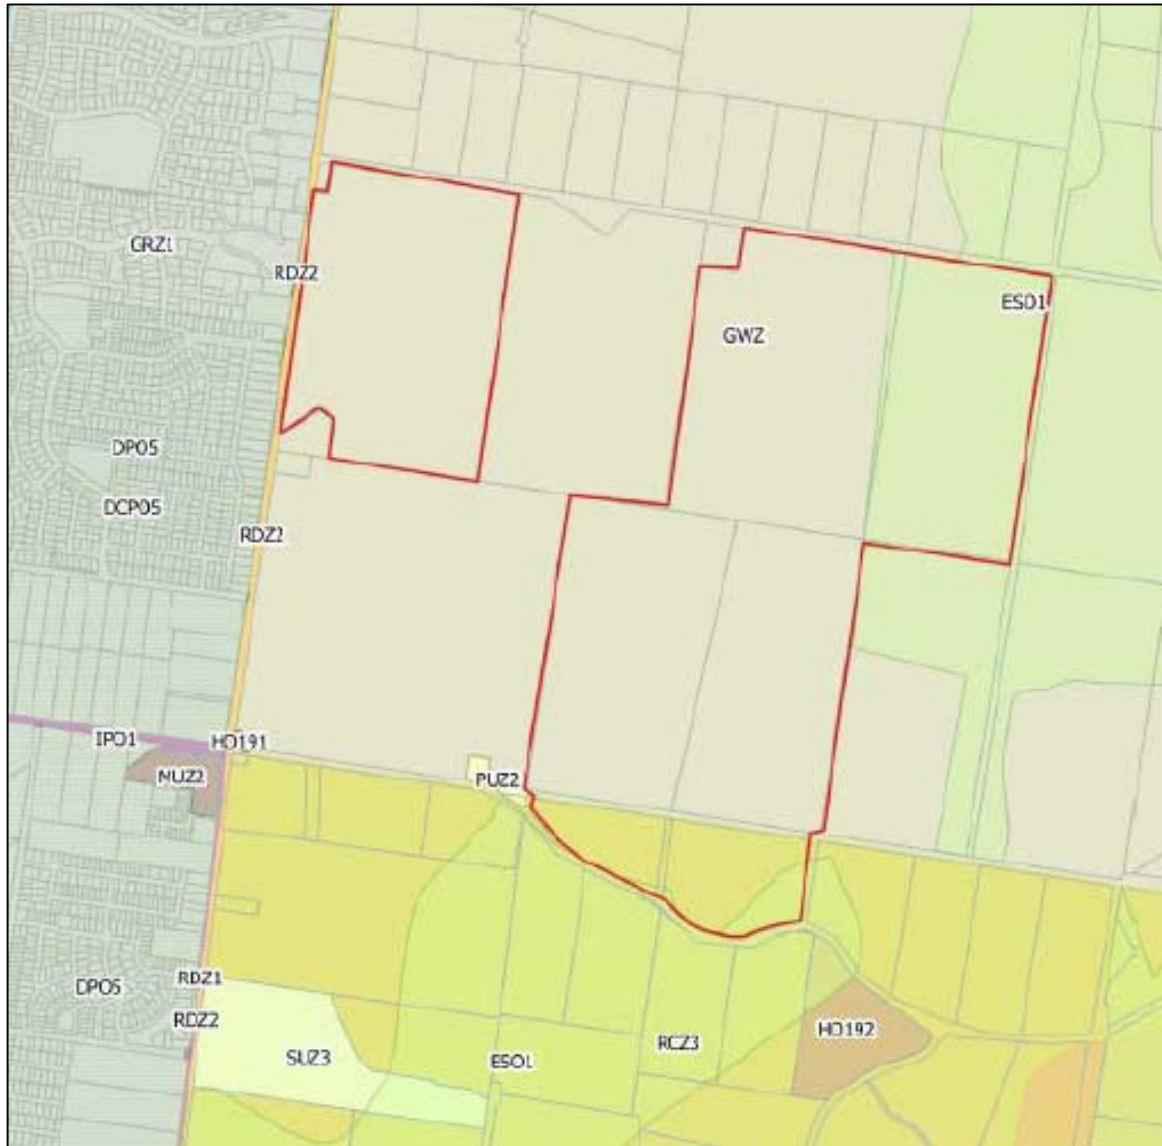 GRZ1
RDZ2
ESO1
GWZ
DPO5
DCPO5
RDZ2
IPO1
HO191
MUZ2
PUZ2
RDZ1
DPO5
RDZ2
SUZ3
ESO1
RCZ3
HO192